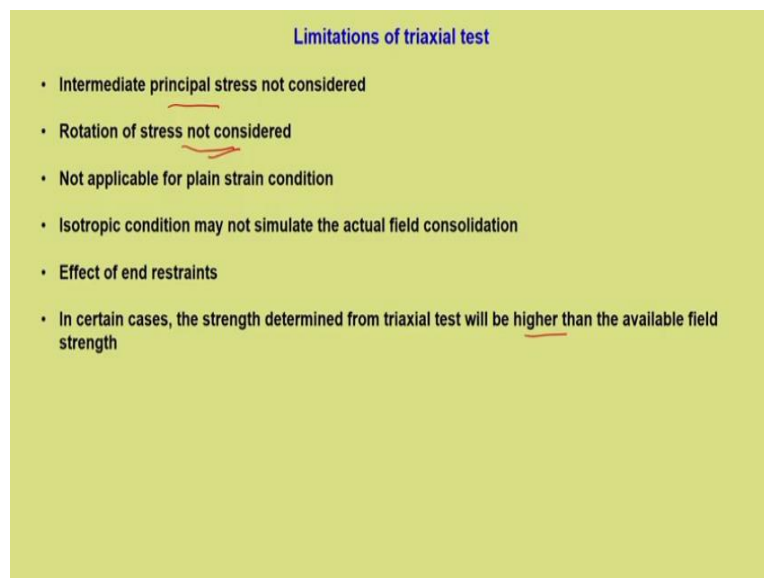 Limitations of triaxial test
• Intermediate principal stress not considered
• Rotation of stress not considered
• Not applicable for plain strain condition
• Isotropic condition may not simulate the actual field consolidation
• Effect of end restraints
• In certain cases, the strength determined from triaxial test will be higher than the available field
strength